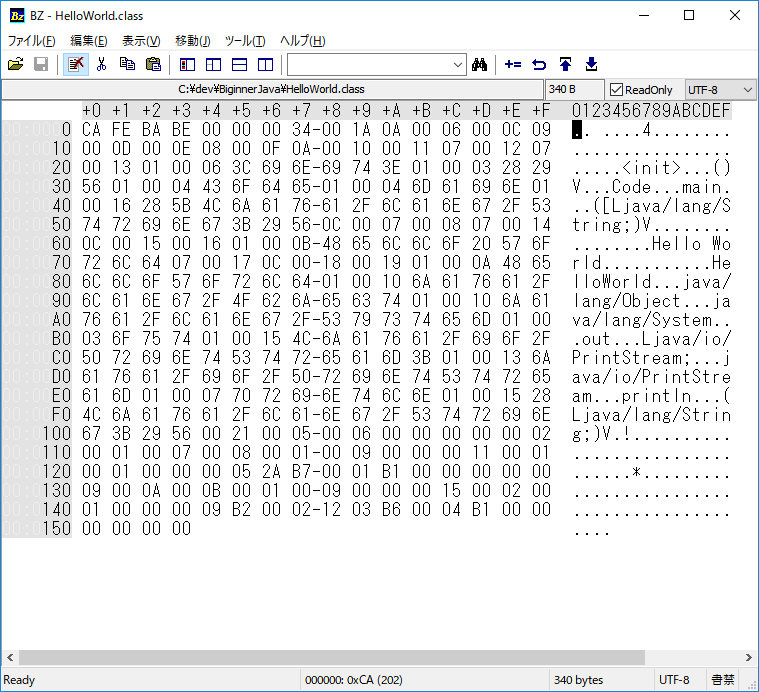 BZ - HelloWorld.class
ファイル(F) 編集(E) 表示(V) 移動(J) ツール(T) ヘルプ(H)
C:¥dev¥BiginnerJava¥HelloWorld.class 340 B ReadOnly UTF-8
+0 +1 +2 +3 +4 +5 +6 +7 -+8 +9 +A +B +C +D +E +F 0123456789ABCDEF
0 CA FE BA BE 00 00 00 34-00 1A 0A 00 06 00 0C 09 .......4........
10 00 0D 00 0E 08 00 0F 0A-00 10 00 11 07 00 12 07 ................
20 00 13 01 00 06 3C 69 6E-69 74 3E 01 00 03 28 29 .....<init>...()
30 56 01 00 04 43 6F 64 65-01 00 04 6D 61 69 6E 01 V...Code...main.
40 00 16 28 5B 4C 6A 61 76-61 2F 6C 61 6E 67 2F 53 ..([Ljava/lang/S
50 74 72 69 6E 67 3B 29 56-0C 00 07 00 08 07 00 14 tring;)V........
60 0C 00 15 00 16 01 00 0B-48 65 6C 6C 6F 20 57 6F ........Hello Wo
70 72 6C 64 07 00 17 0C 00-18 00 19 01 00 0A 48 65 rld...........He
80 6C 6C 6F 57 6F 72 6C 64-01 00 10 6A 61 76 61 2F lloWorld...java/
90 6C 61 6E 67 2F 4F 62 6A-65 63 74 01 00 10 6A 61 lang/Object...ja
A0 76 61 2F 6C 61 6E 67 2F-53 79 73 74 65 6D 01 00 va/lang/System..
B0 03 6F 75 74 01 00 15 4C-6A 61 76 61 2F 69 6F 2F .out...Ljava/io/
C0 50 72 69 6E 74 53 74 72-65 61 6D 3B 01 00 13 6A PrintStream;...j
D0 61 76 61 2F 69 6F 2F 50-72 69 6E 74 53 74 72 65 ava/io/PrintStre
E0 61 6D 01 00 07 70 72 69-6E 74 6C 6E 01 00 15 28 am...println...(
F0 4C 6A 61 76 61 2F 6C 61-6E 67 2F 53 74 72 69 6E Ljava/lang/Strin
100 67 3B 29 56 00 21 00 05-00 06 00 00 00 00 00 02 g;)V.!..........
110 00 01 00 07 00 08 00 01-00 09 00 00 00 11 00 01 ................
120 00 01 00 00 00 05 2A B7-00 01 B1 00 00 00 00 00 ......*.........
130 09 00 0A 00 0B 00 01 00-09 00 00 00 15 00 02 00 ................
140 01 00 00 00 09 B2 00 02-12 03 B6 00 04 B1 00 00 ................
150 00 00 00 00 ....
Ready 000000: 0xCA (202) 340 bytes UTF-8 書禁